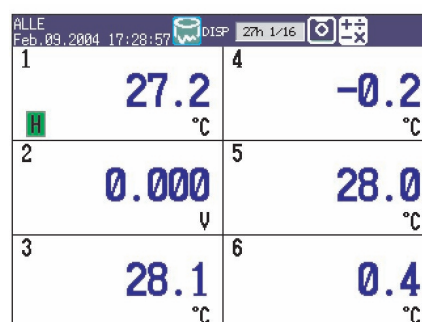 ALLE
Feb.09.2004 17:28:57 DISP 27h 1/16
1
27.2
H
°C
4
-0.2
°C
2
0.000
V
5
28.0
°C
3
28.1
°C
6
0.4
°C